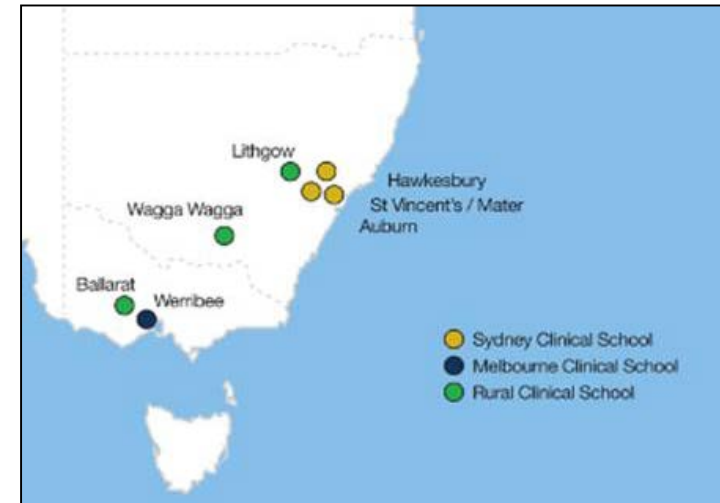 Lithgow
Hawkesbury
St Vincent's / Mater
Wagga Wagga
Auburn
Ballarat
Werribee
Sydney Clinical School
Melbourne Clinical School
Rural Clinical School